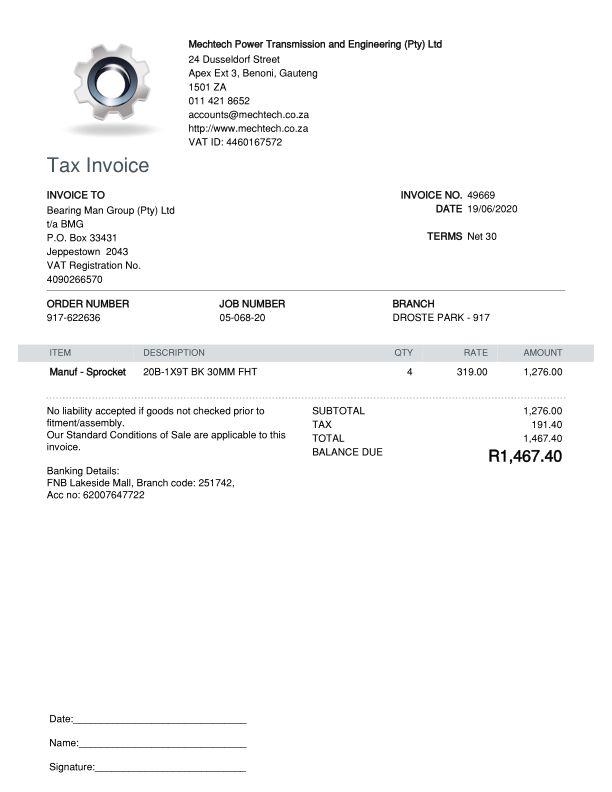 Mechtech Power Transmission and Engineering (Pty) Ltd
24 Dusseldorf Street
Apex Ext 3, Benoni, Gauteng
1501 ZA
011 421 8652
accounts@mechtech.co.za
http://www.mechtech.co.za
VAT ID: 4460167572
Tax Invoice
INVOICE TO
Bearing Man Group (Pty) Ltd
t/a BMG
P.O. Box 33431
Jeppestown 2043
VAT Registration No.
4090266570
INVOICE NO. 49669
DATE 19/06/2020
TERMS Net 30
ORDER NUMBER JOB NUMBER BRANCH
917-622636 05-068-20 DROSTE PARK - 917
ITEM DESCRIPTION QTY RATE AMOUNT
Manuf - Sprocket 20B-1X9T BK 30MM FHT 4 319.00 1,276.00
No liability accepted if goods not checked prior to
fitment/assembly.
Our Standard Conditions of Sale are applicable to this
invoice.
Banking Details:
FNB Lakeside Mall, Branch code: 251742,
Acc no: 62007647722
SUBTOTAL 1,276.00
TAX 191.40
TOTAL 1,467.40
BALANCE DUE R1,467.40
Date:_______________________________
Name:______________________________
Signature:___________________________